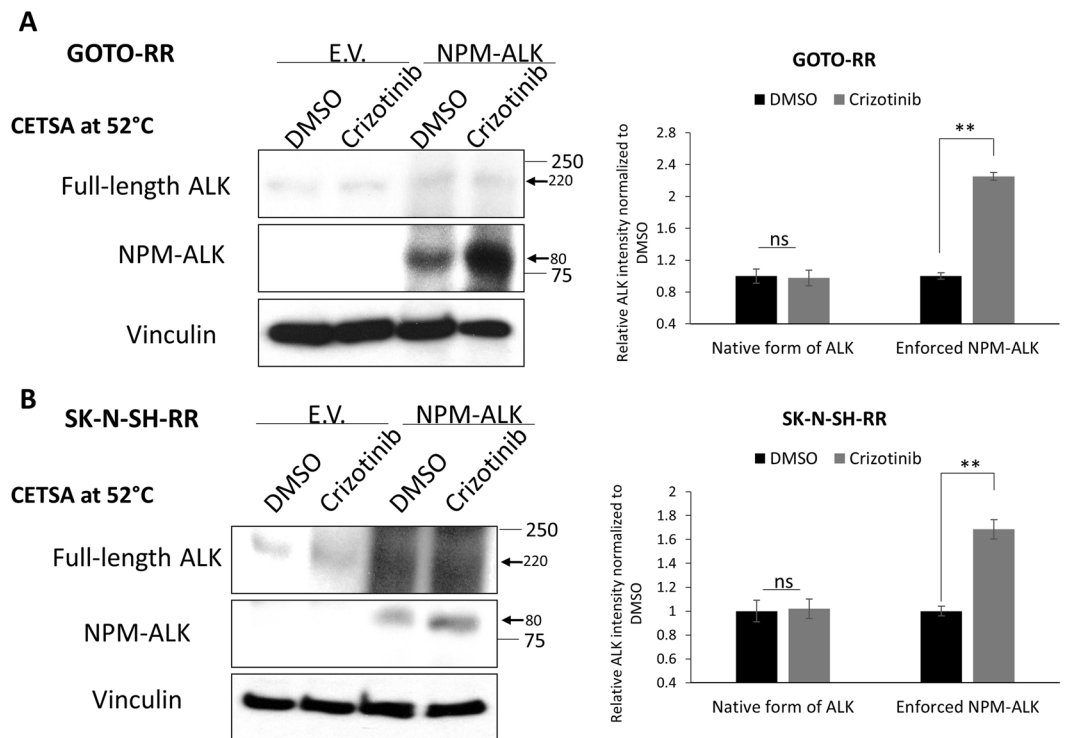 A
GOTO-RR
E.V.
NPM-ALK
CETSA at 52°C
DMSO
Crizotinib
DMSO
Crizotinib
Full-length ALK
250
220
NPM-ALK
80
75
Vinculin
GOTO-RR
DMSO
Crizotinib
Relative ALK intensity normalized to
DMSO
2.8
2.4
2
1.6
1.2
0.8
0.4
ns
**
Native form of ALK
Enforced NPM-ALK
B
SK-N-SH-RR
E.V.
NPM-ALK
CETSA at 52°C
DMSO
Crizotinib
DMSO
Crizotinib
Full-length ALK
250
220
NPM-ALK
80
75
Vinculin
SK-N-SH-RR
DMSO
Crizotinib
Relative ALK intensity normalized to
DMSO
2
1.8
1.6
1.4
1.2
1
0.8
0.6
0.4
ns
**
Native form of ALK
Enforced NPM-ALK